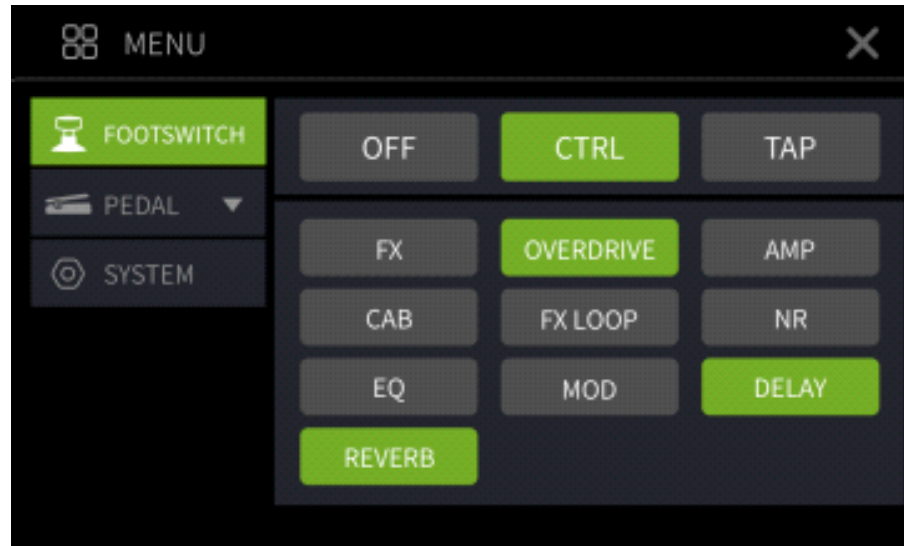 MENU
FOOTSWITCH
PEDAL
SYSTEM
OFF CTRL TAP
FX OVERDRIVE AMP
CAB FX LOOP NR
EQ MOD DELAY
REVERB